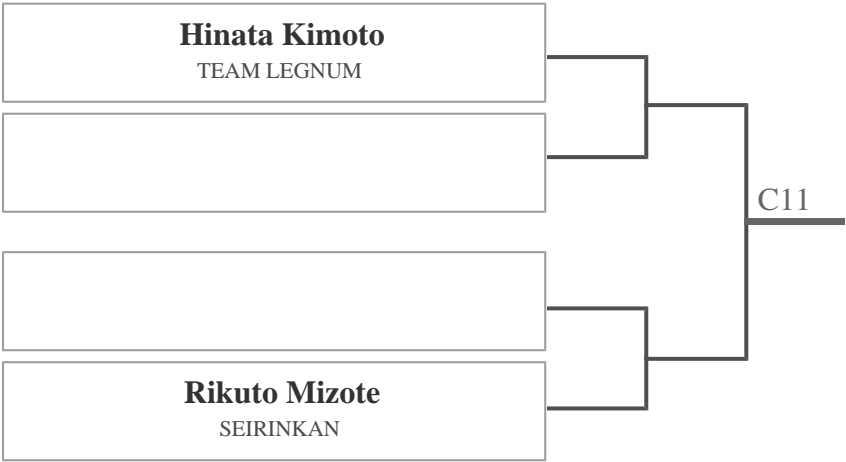 Hinata Kimoto
TEAM LEGNUM
C11
Rikuto Mizote
SEIRINKAN